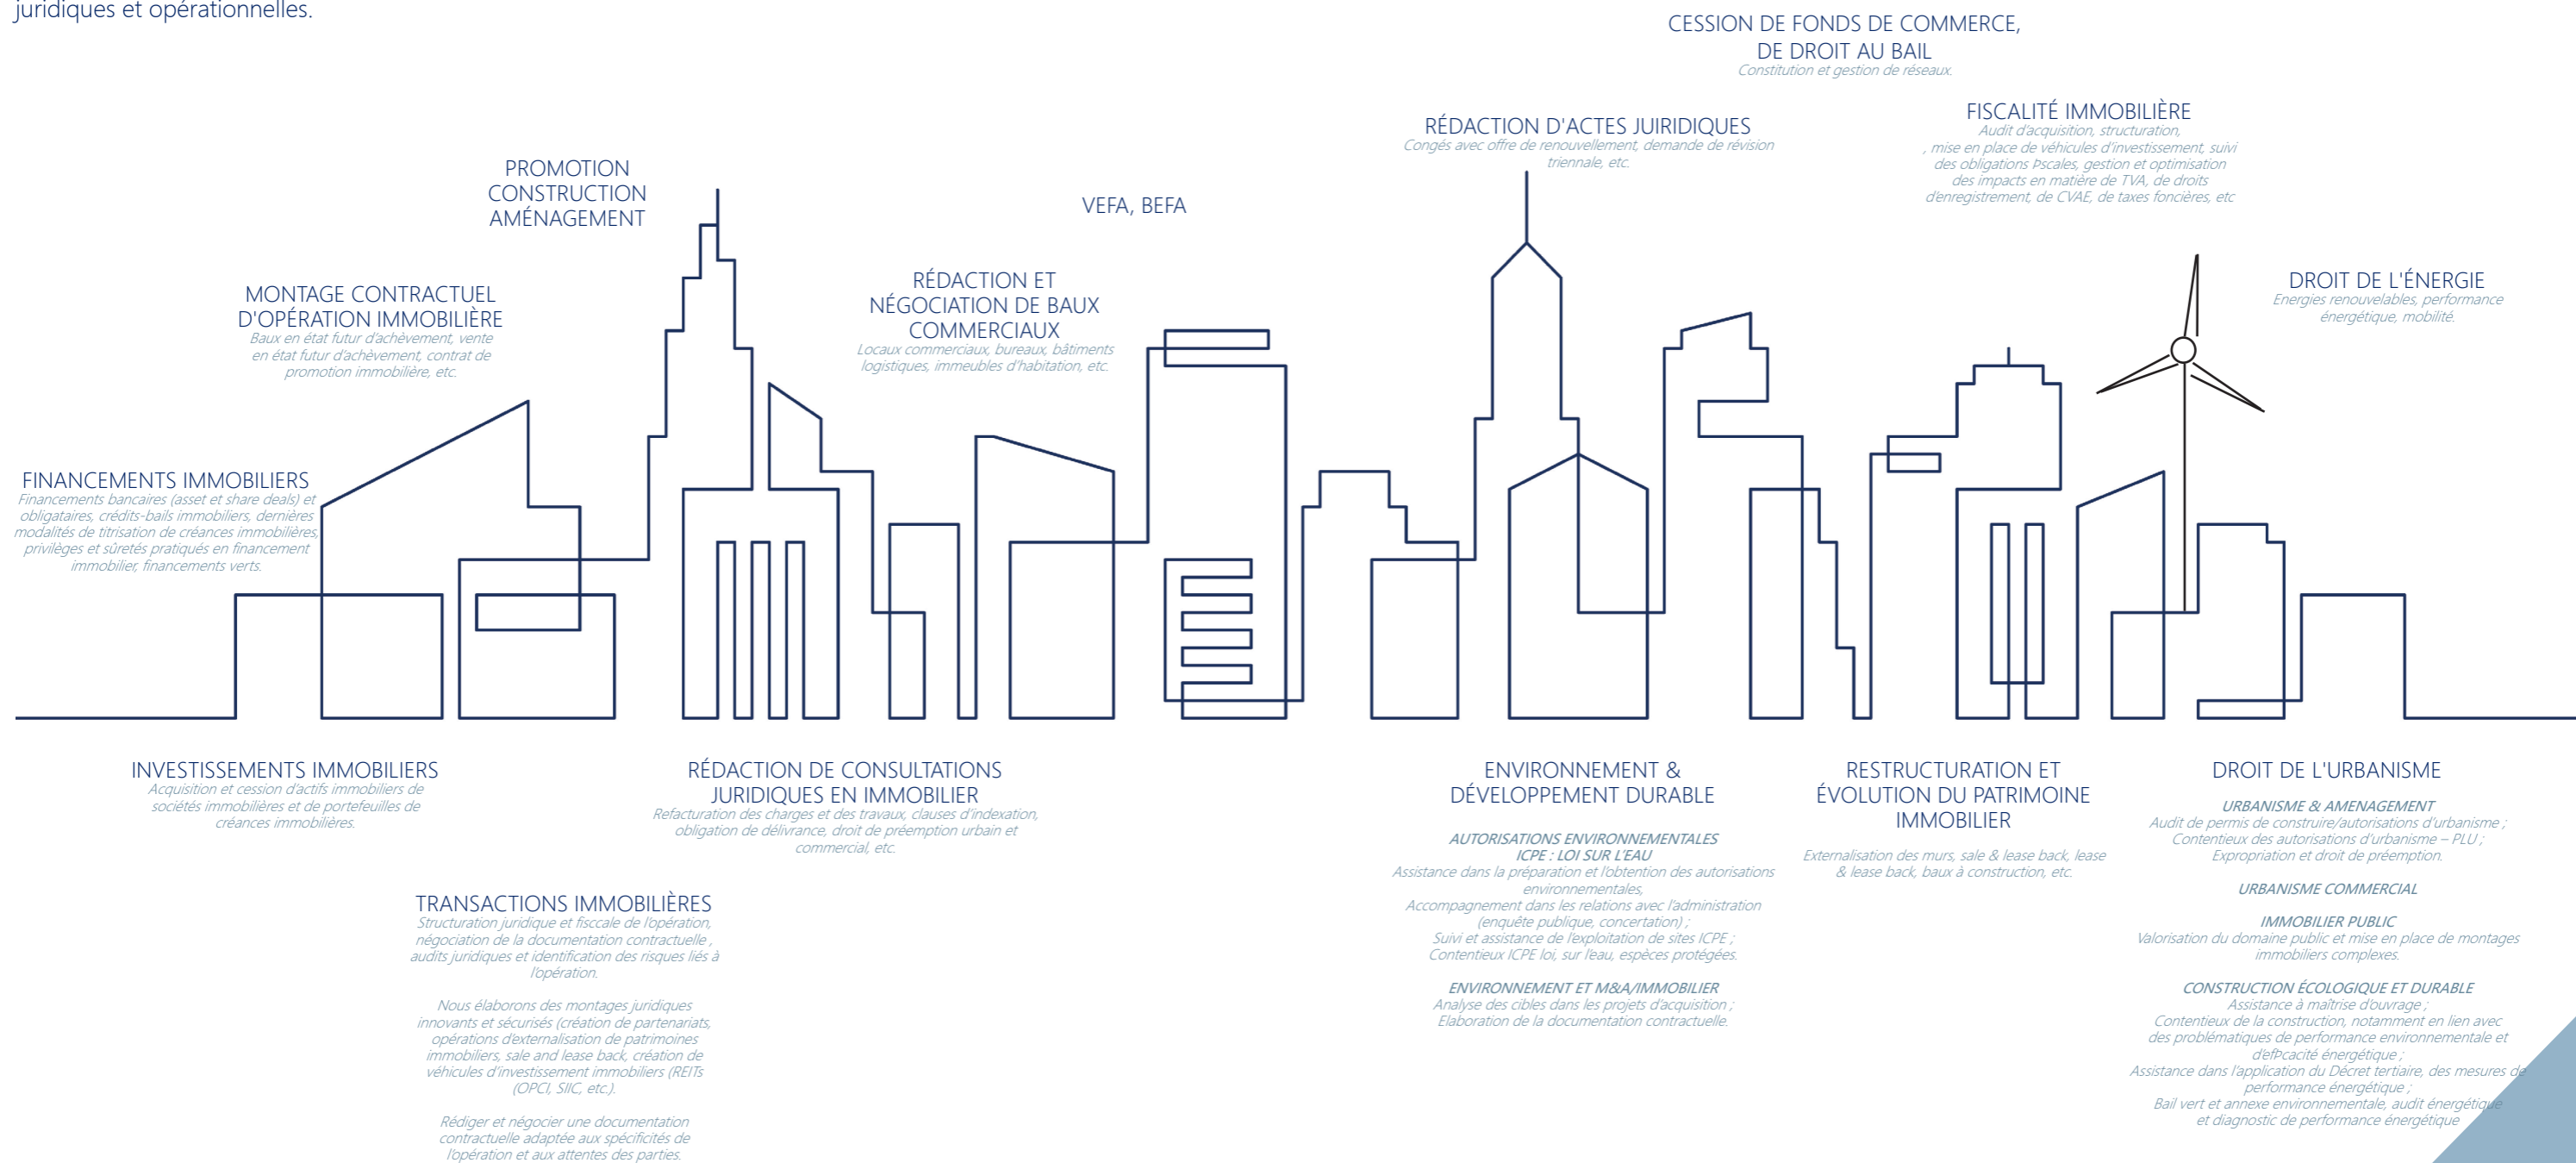 juridiques et opérationnelles.
CESSION DE FONDS DE COMMERCE,
DE DROIT AU BAIL
Constitution et gestion de réseaux.
RÉDACTION D'ACTES JUIRIDIQUES
Congés avec offre de renouvellement, demande de révision
triennale, etc.
FISCALITÉ IMMOBILIÈRE
Audit d’acquisition, structuration,
, mise en place de véhicules d’investissement, suivi
des obligations Þscales, gestion et optimisation
des impacts en matière de TVA, de droits
d’enregistrement, de CVAE, de taxes foncières, etc
PROMOTION
CONSTRUCTION
AMÉNAGEMENT
VEFA, BEFA
MONTAGE CONTRACTUEL
D'OPÉRATION IMMOBILIÈRE
Baux en état futur d’achèvement, vente
en état futur d’achèvement, contrat de
promotion immobilière, etc.
RÉDACTION ET
NÉGOCIATION DE BAUX
COMMERCIAUX
Locaux commerciaux, bureaux, bâtiments
logistiques, immeubles d’habitation, etc.
DROIT DE L'ÉNERGIE
Energies renouvelables, performance
énergétique, mobilité.
FINANCEMENTS IMMOBILIERS
Financements bancaires (asset et share deals) et
obligataires, crédits-bails immobiliers, dernières
modalités de titrisation de créances immobilières,
privilèges et sûretés pratiqués en financement
immobilier, financements verts.
INVESTISSEMENTS IMMOBILIERS
Acquisition et cession d’actifs immobiliers de
sociétés immobilières et de portefeuilles de
créances immobilières.
RÉDACTION DE CONSULTATIONS
JURIDIQUES EN IMMOBILIER
Refacturation des charges et des travaux, clauses d’indexation,
obligation de délivrance, droit de préemption urbain et
commercial, etc.
TRANSACTIONS IMMOBILIÈRES
Structuration juridique et fisccale de l’opération,
négociation de la documentation contractuelle ,
audits juridiques et identification des risques liés à
l’opération.
Nous élaborons des montages juridiques
innovants et sécurisés (création de partenariats,
opérations d’externalisation de patrimoines
immobiliers, sale and lease back, création de
véhicules d’investissement immobiliers (REITs
(OPCI, SIIC, etc.).
Rédiger et négocier une documentation
contractuelle adaptée aux spécificités de
l’opération et aux attentes des parties.
ENVIRONNEMENT &
DÉVELOPPEMENT DURABLE
AUTORISATIONS ENVIRONNEMENTALES
ICPE : LOI SUR L’EAU
Assistance dans la préparation et l’obtention des autorisations
environnementales,
Accompagnement dans les relations avec l’administration
(enquête publique, concertation) ;
Suivi et assistance de l’exploitation de sites ICPE ;
Contentieux ICPE loi, sur l’eau, espèces protégées.
ENVIRONNEMENT ET M&A/IMMOBILIER
Analyse des cibles dans les projets d’acquisition ;
Elaboration de la documentation contractuelle.
RESTRUCTURATION ET
ÉVOLUTION DU PATRIMOINE
IMMOBILIER
Externalisation des murs, sale & lease back, lease
& lease back, baux à construction, etc.
DROIT DE L'URBANISME
URBANISME & AMENAGEMENT
Audit de permis de construire/autorisations d’urbanisme ;
Contentieux des autorisations d’urbanisme – PLU ;
Expropriation et droit de préemption.
URBANISME COMMERCIAL
IMMOBILIER PUBLIC
Valorisation du domaine public et mise en place de montages
immobiliers complexes.
CONSTRUCTION ÉCOLOGIQUE ET DURABLE
Assistance à maîtrise d’ouvrage ;
Contentieux de la construction, notamment en lien avec
des problématiques de performance environnementale et
d’efÞcacité énergétique ;
Assistance dans l’application du Décret tertiaire, des mesures de
performance énergétique ;
Bail vert et annexe environnementale, audit énergétique
et diagnostic de performance énergétique